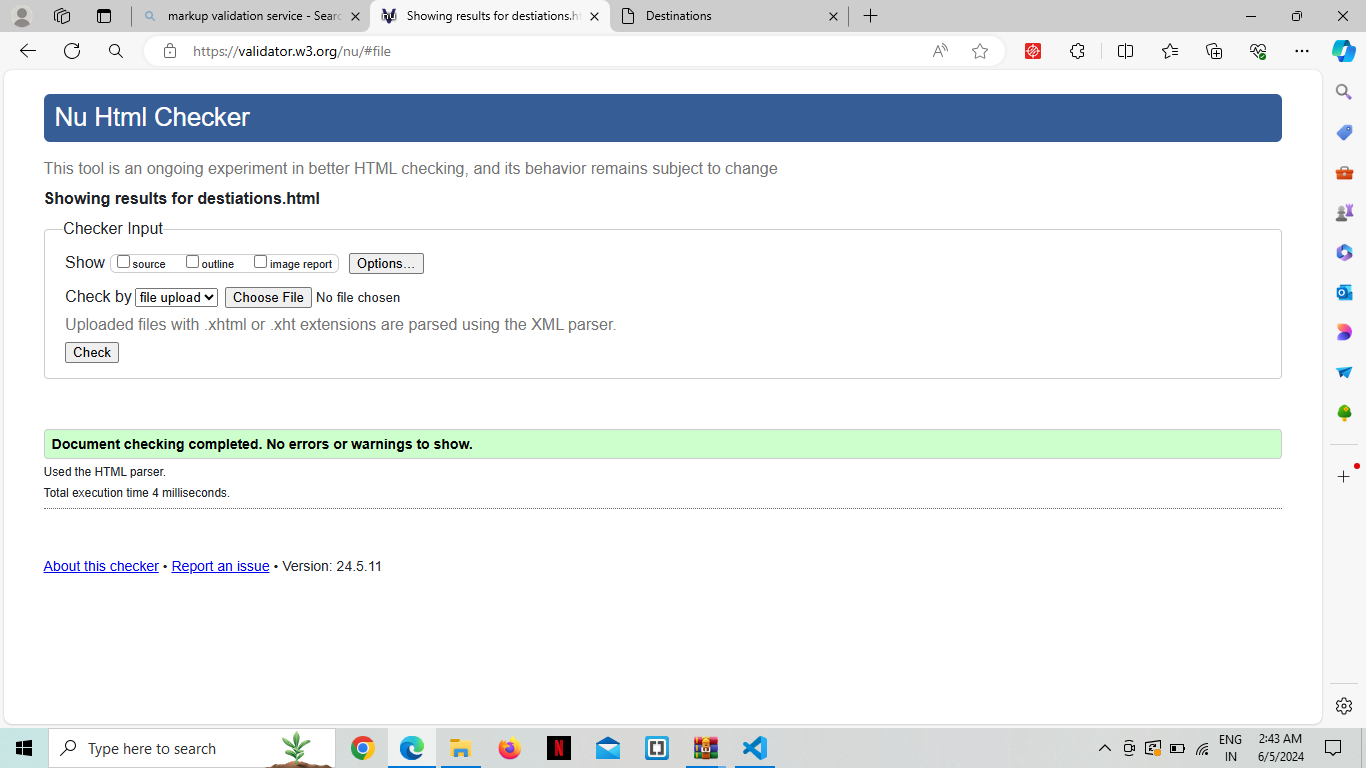 markup validation service - Searc
Showing results for destiations.ht
Destinations
https://validator.w3.org/nu/#file
Nu Html Checker
This tool is an ongoing experiment in better HTML checking, and its behavior remains subject to change
Showing results for destiations.html
Checker Input
Show source outline image report Options...
Check by file upload Choose File No file chosen
Uploaded files with .xhtml or .xht extensions are parsed using the XML parser.
Check
Document checking completed. No errors or warnings to show.
Used the HTML parser.
Total execution time 4 milliseconds.
About this checker • Report an issue • Version: 24.5.11
Type here to search
ENG
IN
2:43 AM
6/5/2024